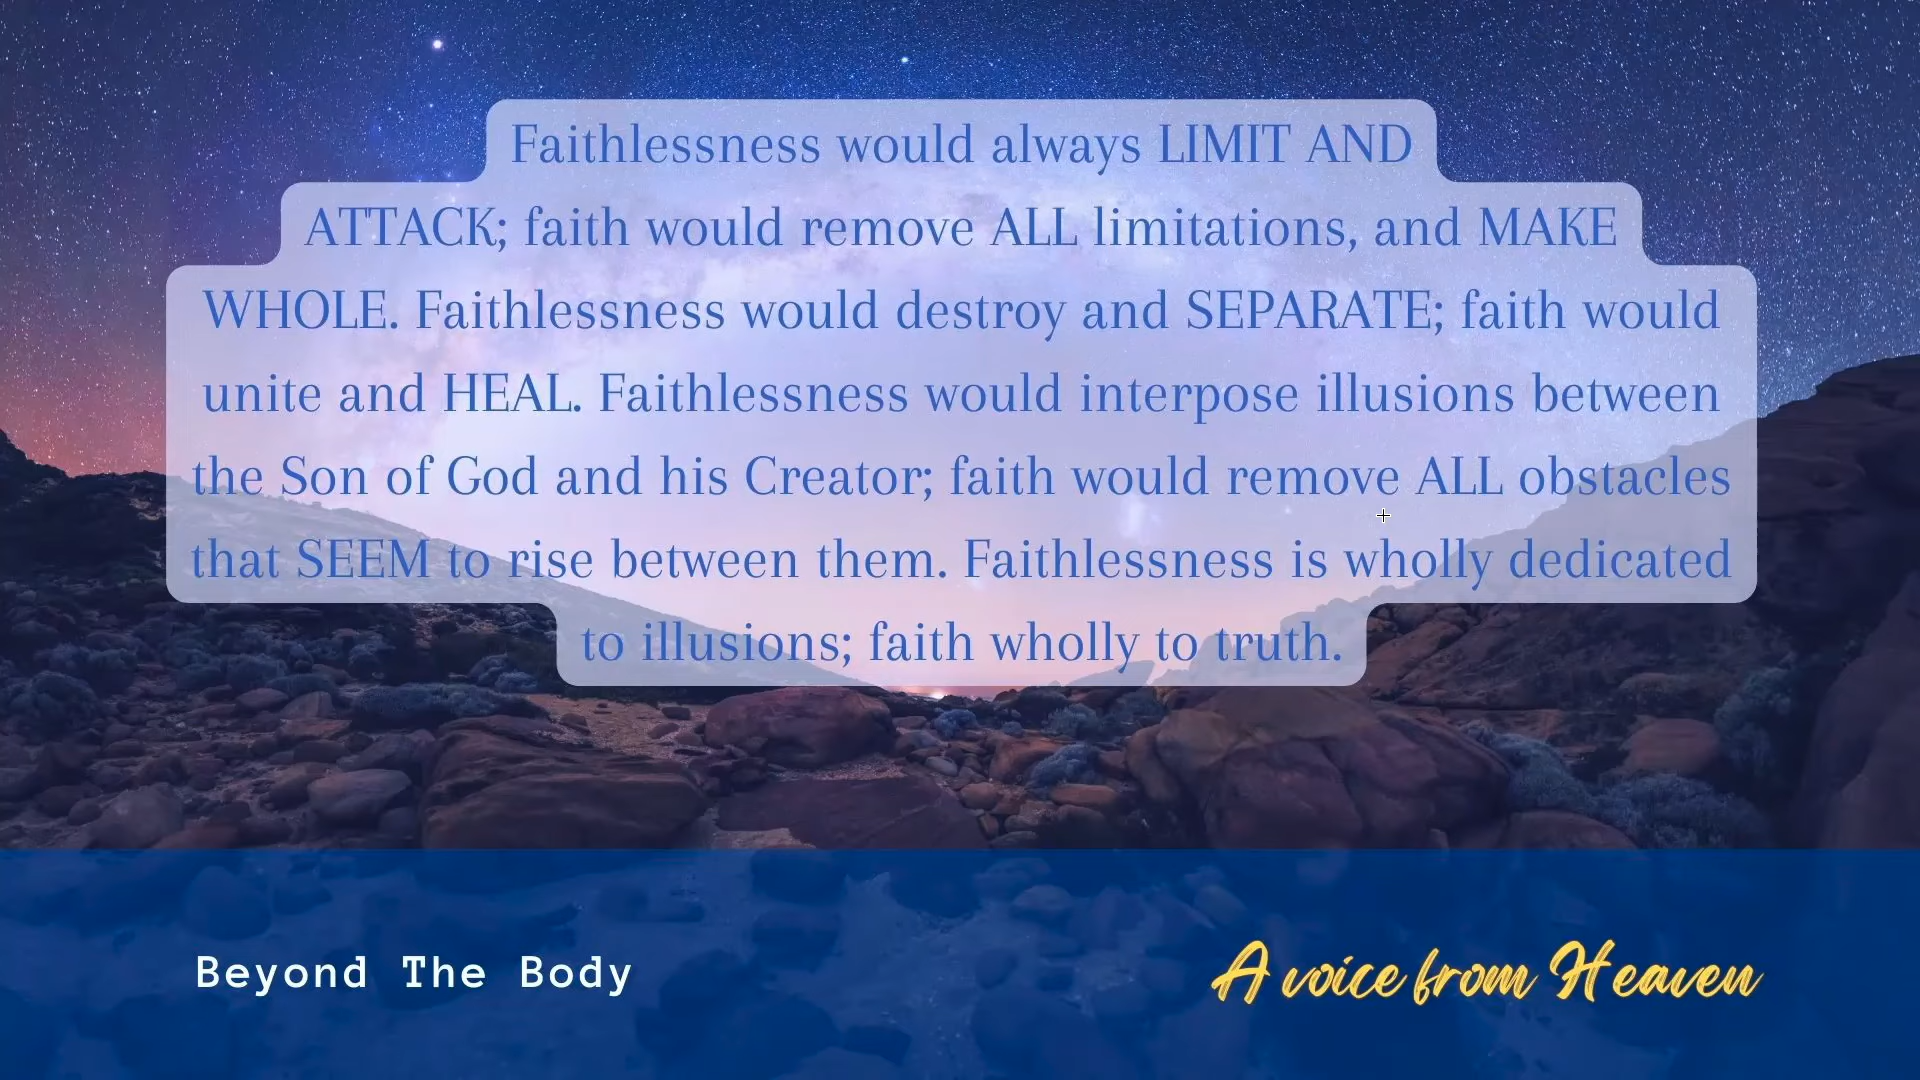 Faithlessness would always LIMIT AND
ATTACK; faith would remove ALL limitations, and MAKE
WHOLE. Faithlessness would destroy and SEPARATE; faith would
unite and HEAL. Faithlessness would interpose illusions between
the Son of God and his Creator; faith would remove ALL obstacles
that SEEM to rise between them. Faithlessness is wholly dedicated
to illusions; faith wholly to truth.
Beyond The Body
A voice from Heaven